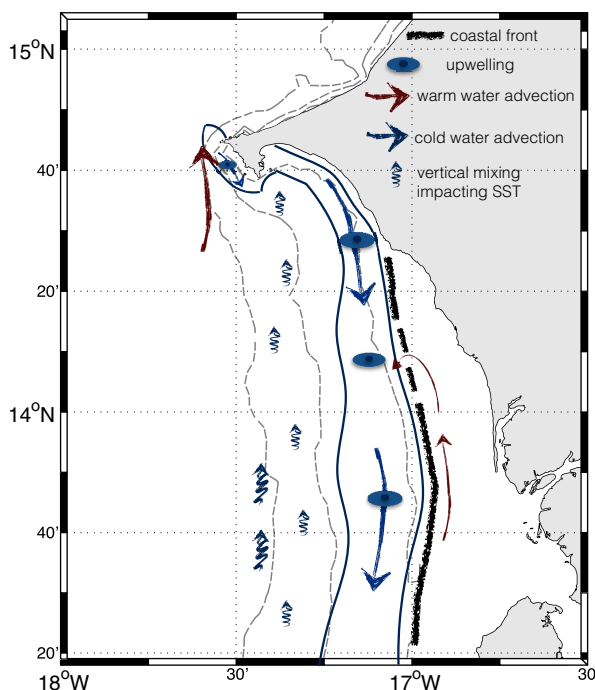 15°N
coastal front
upwelling
warm water advection
40'
cold water advection
vertical mixing
impacting SST
20'
14°N
40'
20'
18°W
30'
17°W
30